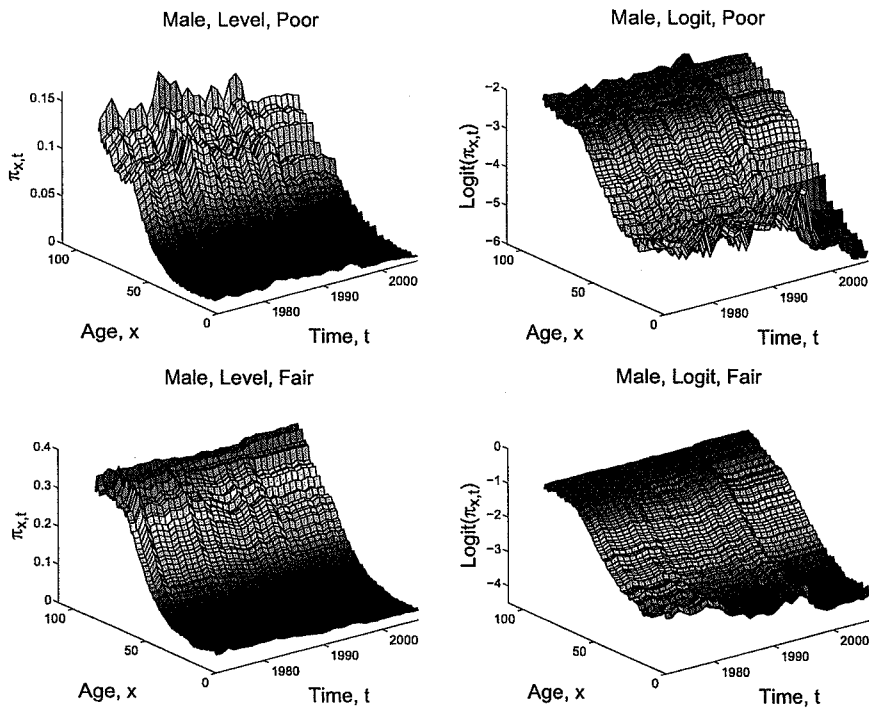 Male, Level, Poor
0.15
0.1
0.05
0
π_{x,t}
100
50
0
Age, x
1980
1990
2000
Time, t
Male, Logit, Poor
-2
-3
-4
-5
-6
Logit(π_{x,t})
100
50
0
Age, x
1980
1990
2000
Time, t
Male, Level, Fair
0.4
0.3
0.2
0.1
0
π_{x,t}
100
50
0
Age, x
1980
1990
2000
Time, t
Male, Logit, Fair
0
-1
-2
-3
-4
Logit(π_{x,t})
100
50
0
Age, x
1980
1990
2000
Time, t